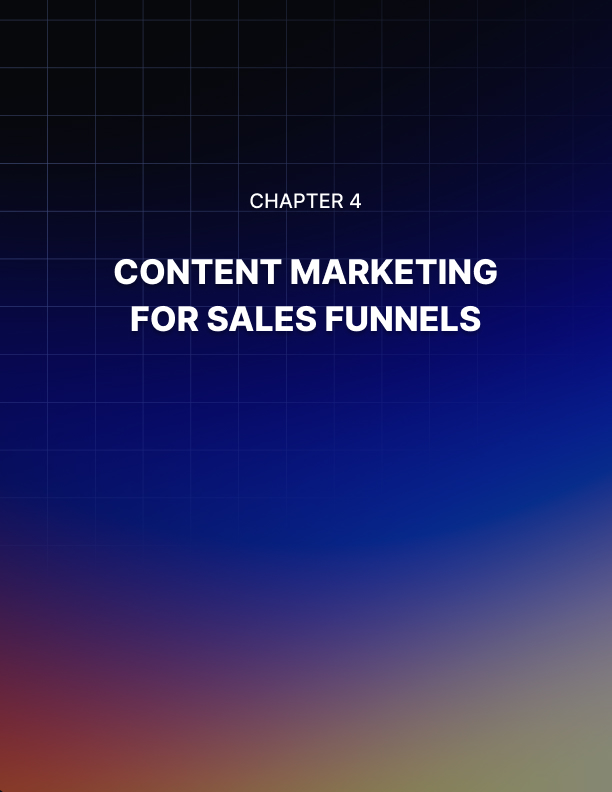 CHAPTER 4
CONTENT MARKETING
FOR SALES FUNNELS